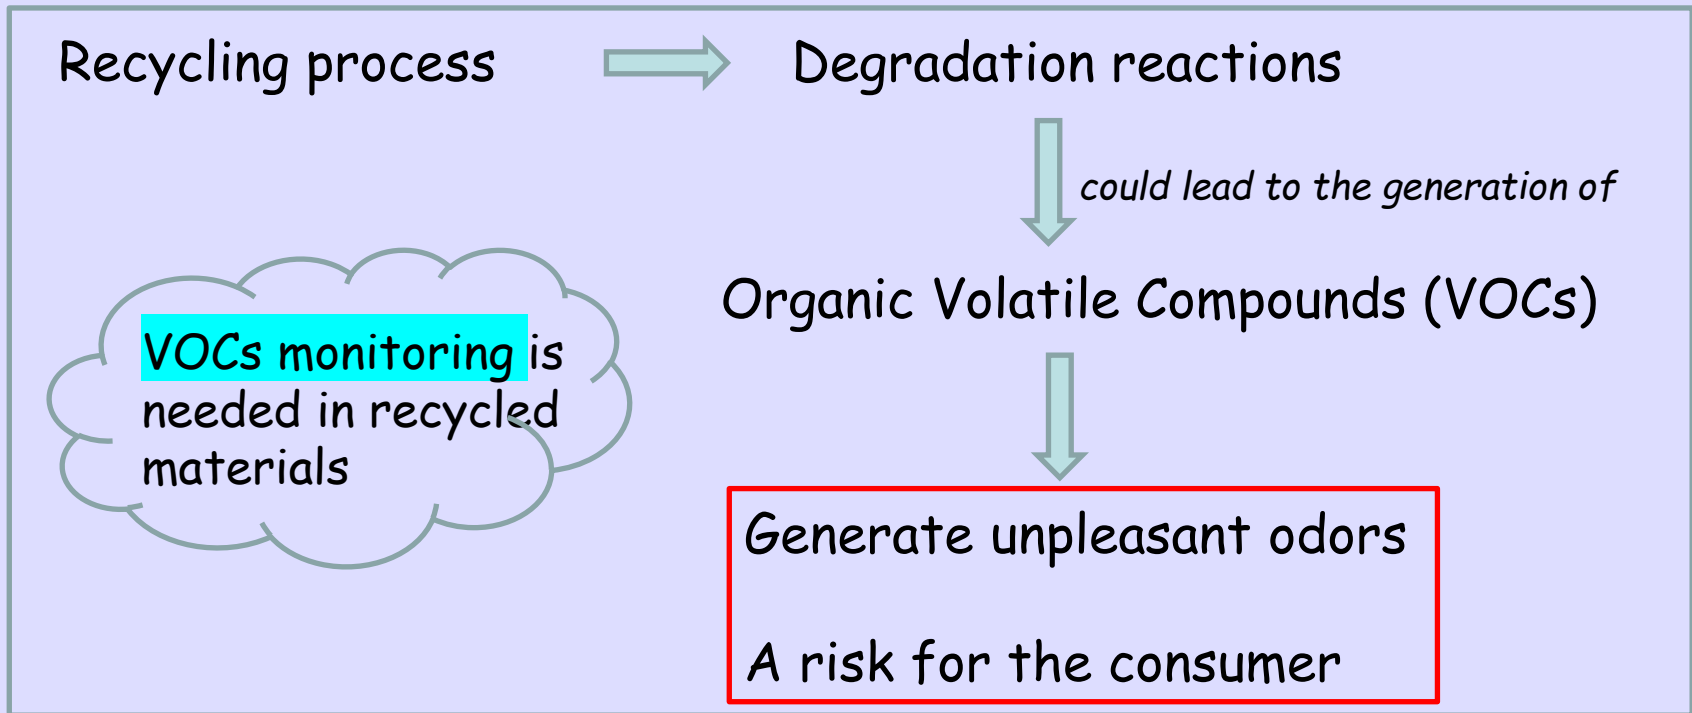 Recycling process
Degradation reactions
could lead to the generation of
Organic Volatile Compounds (VOCs)
VOCs monitoring is
needed in recycled
materials
Generate unpleasant odors
A risk for the consumer